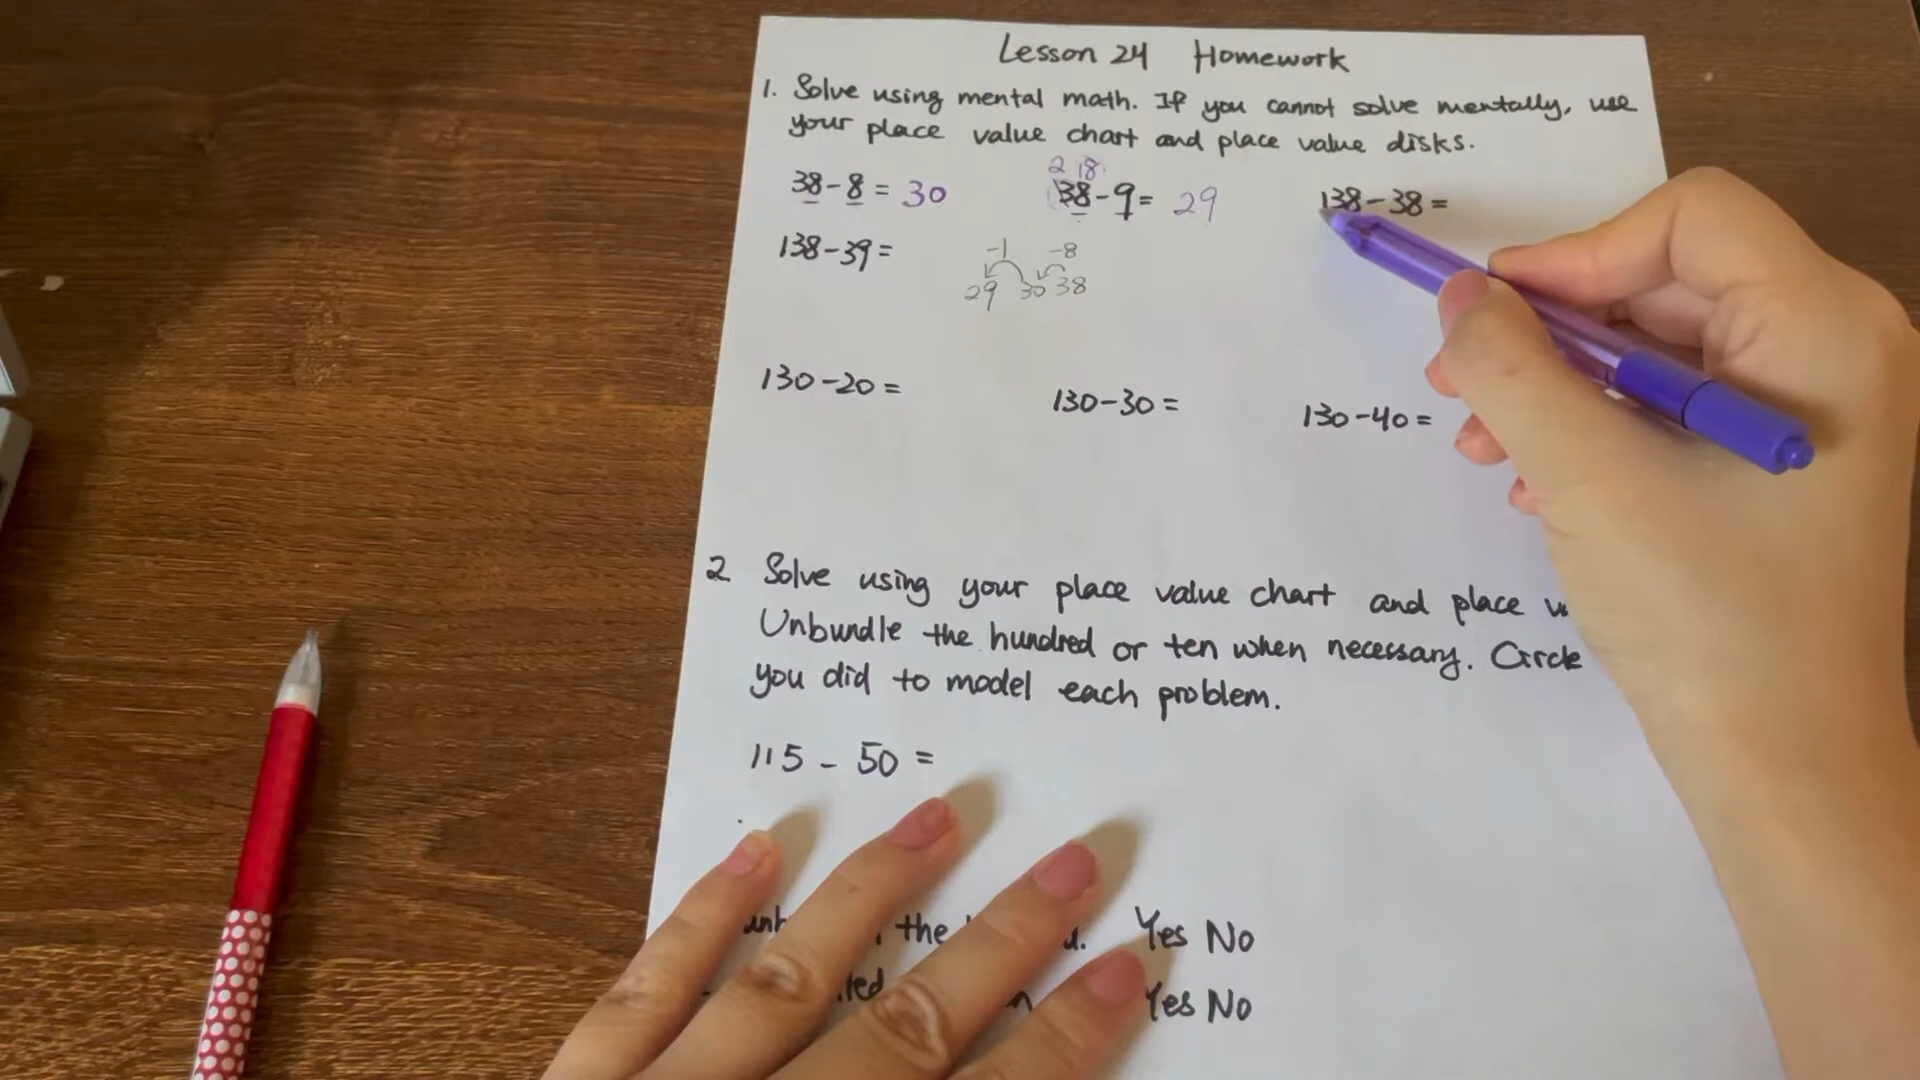 Lesson 24 Homework
1. Solve using mental math. If you cannot solve mentally, use
your place value chart and place value disks.
2 18
38-8 = 30 38-9= 29 138-38=
138-39=
-1 -8
29 30 38
130-20= 130-30= 130-40=
2 Solve using your place value chart and place
Unbundle the hundred or ten when necessary. Circle
you did to model each problem.
115 - 50 =
the Yes No
Yes No